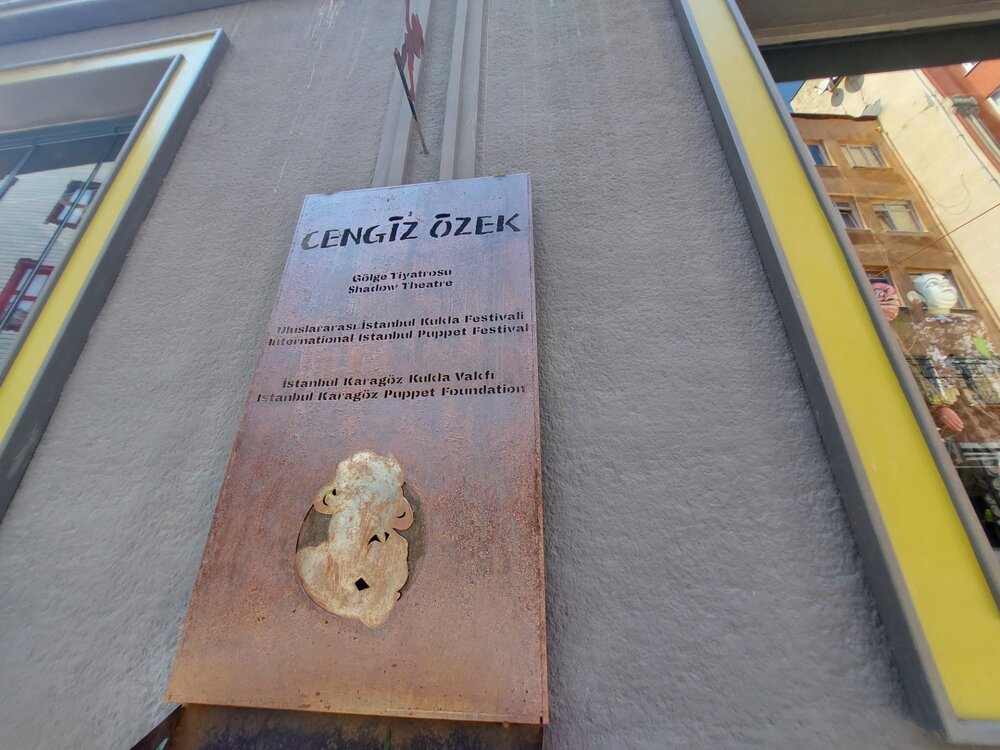 CENGİZ ÖZEK
Gölge Tiyatrosu
Shadow Theatre
Uluslararası İstanbul Kukla Festivali
International Istanbul Puppet Festival
İstanbul Karagöz Kukla Vakfı
Istanbul Karagöz Puppet Foundation